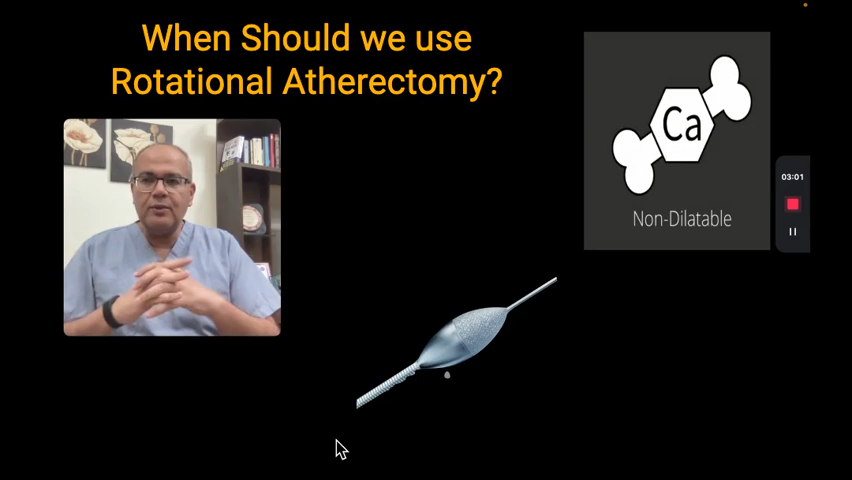 When Should we use
Rotational Atherectomy?
Ca
Non-Dilatable
03:01